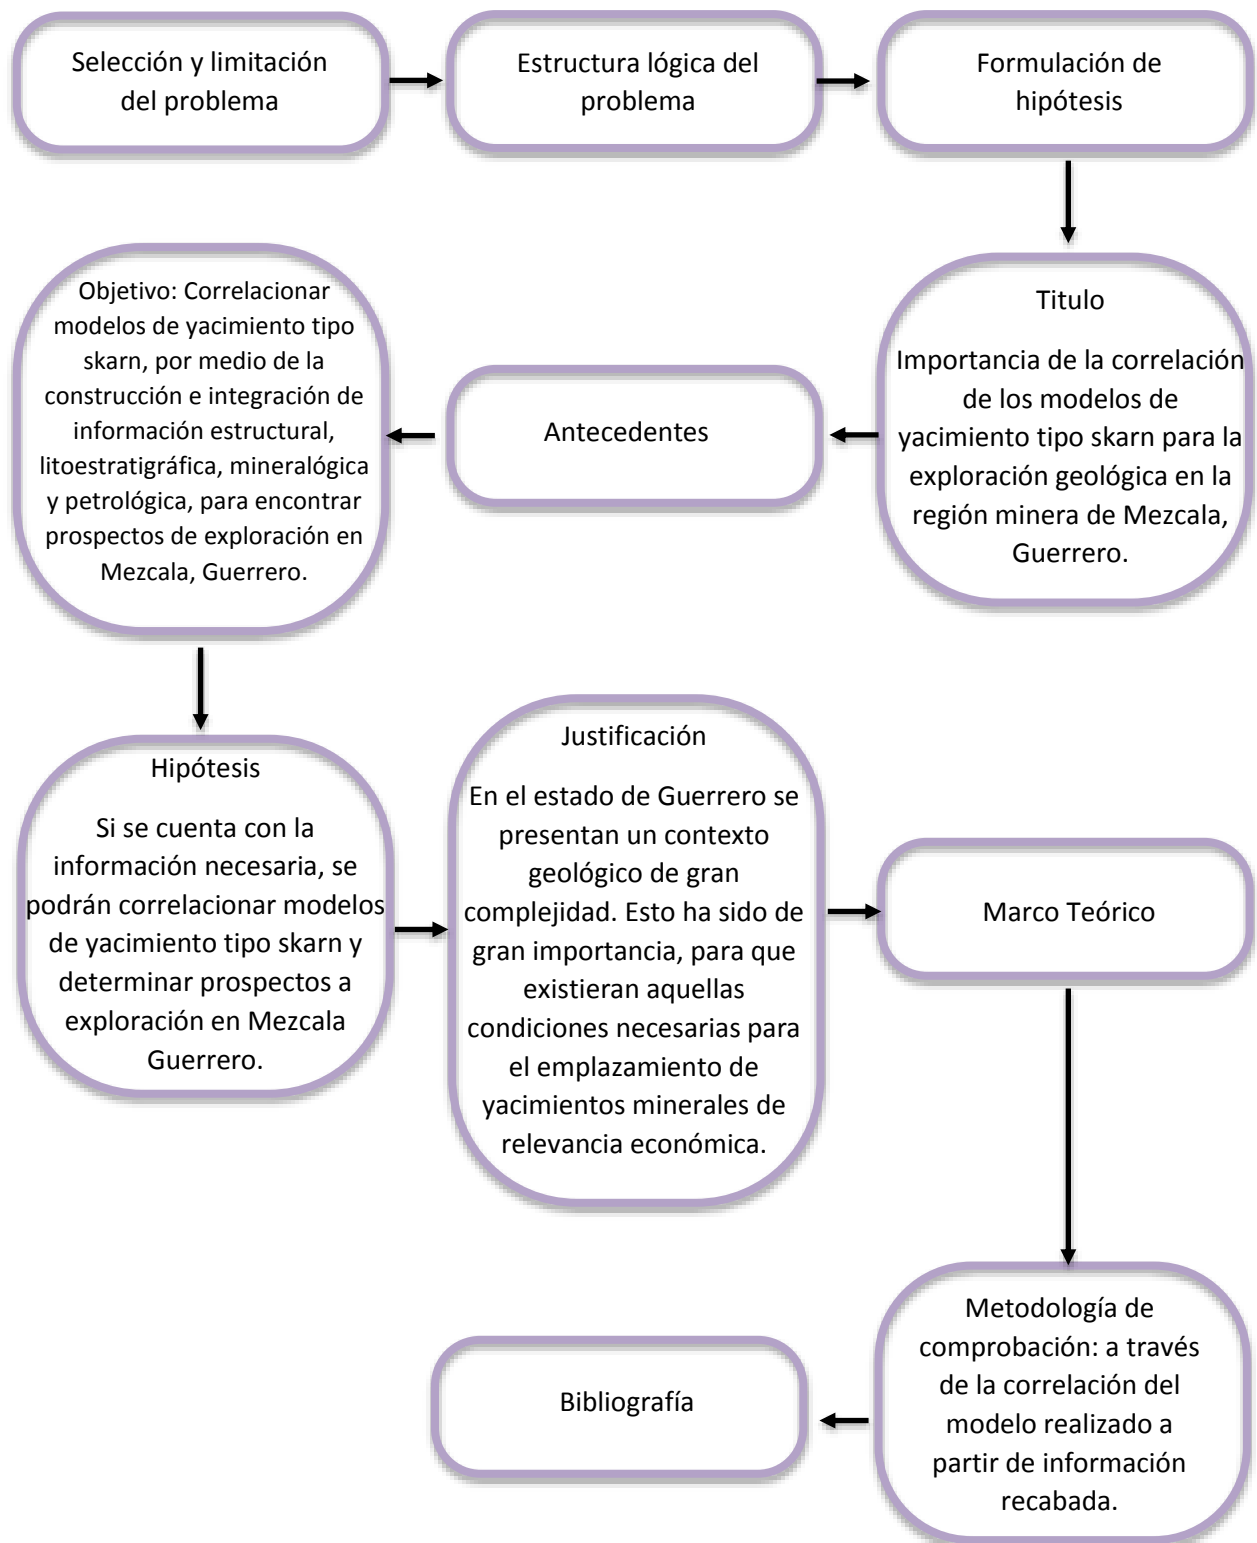 Selección y limitación
del problema
Estructura lógica del
problema
Formulación de
hipótesis
Titulo
Importancia de la correlación
de los modelos de
yacimiento tipo skarn para la
exploración geológica en la
región minera de Mezcala,
Guerrero.
Antecedentes
Objetivo: Correlacionar
modelos de yacimiento tipo
skarn, por medio de la
construcción e integración de
información estructural,
litoestratigráfica, mineralógica
y petrológica, para encontrar
prospectos de exploración en
Mezcala, Guerrero.
Hipótesis
Si se cuenta con la
información necesaria, se
podrán correlacionar modelos
de yacimiento tipo skarn y
determinar prospectos a
exploración en Mezcala
Guerrero.
Justificación
En el estado de Guerrero se
presentan un contexto
geológico de gran
complejidad. Esto ha sido de
gran importancia, para que
existieran aquellas
condiciones necesarias para
el emplazamiento de
yacimientos minerales de
relevancia económica.
Marco Teórico
Metodología de
comprobación: a través
de la correlación del
modelo realizado a
partir de información
recabada.
Bibliografía